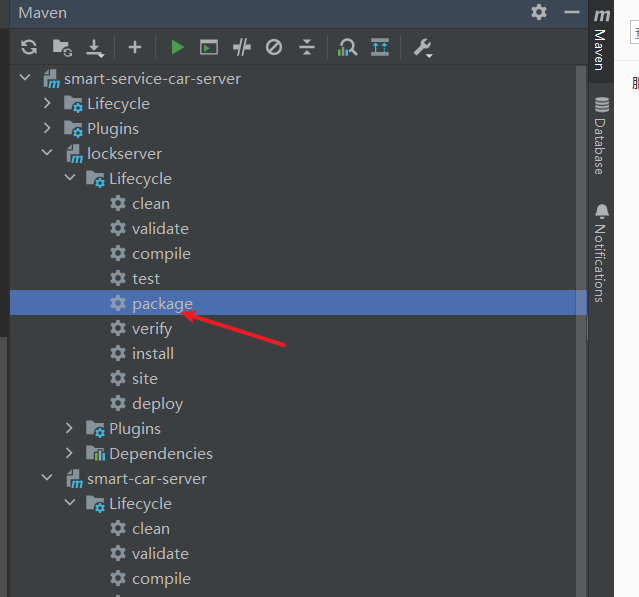 Maven
smart-service-car-server
Lifecycle
Plugins
lockserver
Lifecycle
clean
validate
compile
test
package
verify
install
site
deploy
Plugins
Dependencies
smart-car-server
Lifecycle
clean
validate
compile
m
Maven
Database
Notifications